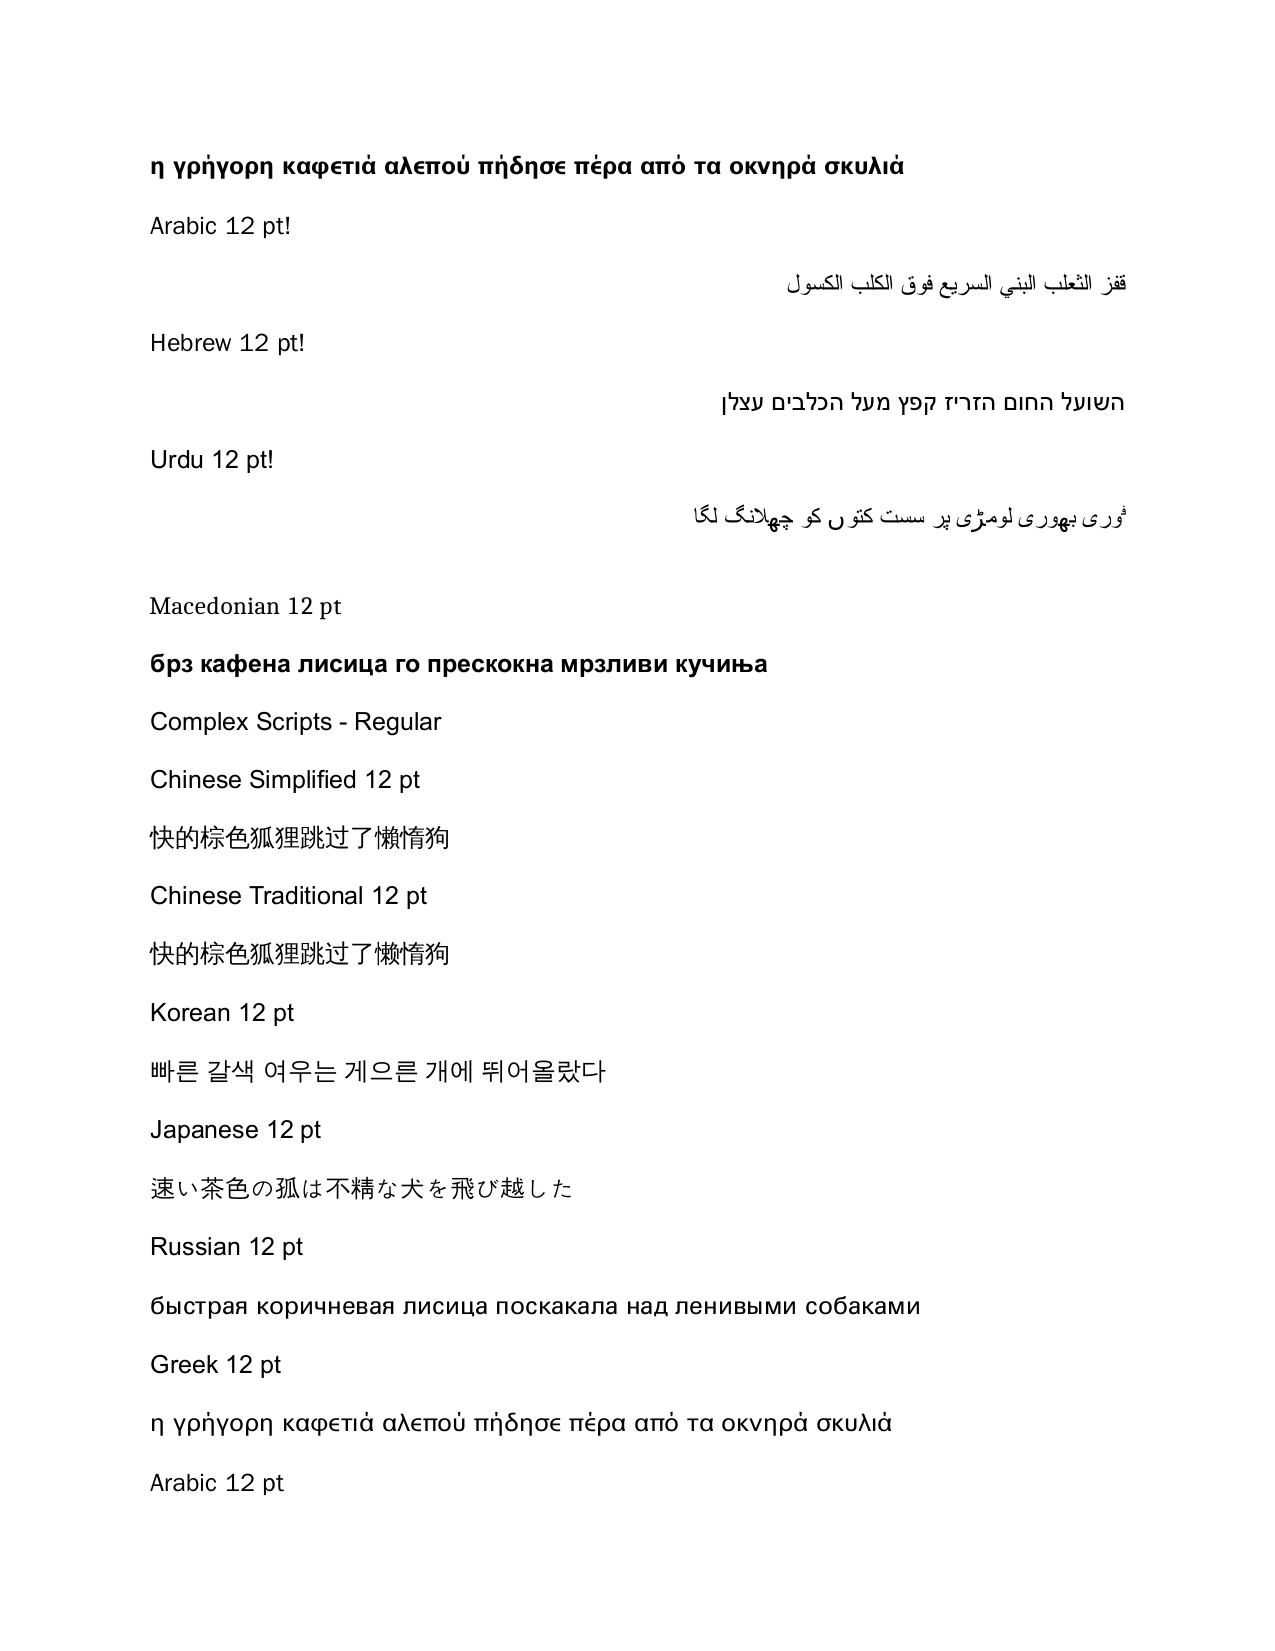 η γρήγορη καφετιά αλεπού πήδησε πέρα από τα οκνηρά σκυλιά
Arabic 12 pt!
قفز الثعلب البني السريع فوق الكلب الكسول
Hebrew 12 pt!
השועל החום הזריז קפץ מעל הכלבים עצלן
Urdu 12 pt!
فوری بھوری لومڑی پر سست کتوں کو چھلانگ لگا
Macedonian 12 pt
брз кафена лисица го прескокна мрзливи кучиња
Complex Scripts - Regular
Chinese Simplified 12 pt
快的棕色狐狸跳过了懶惰狗
Chinese Traditional 12 pt
快的棕色狐狸跳过了懒惰狗
Korean 12 pt
빠른 갈색 여우는 게으른 개에 뛰어올랐다
Japanese 12 pt
速い茶色の孤は不精な犬を飛び越した
Russian 12 pt
быстрая коричневая лисица поскакала над ленивыми собаками
Greek 12 pt
η γρήγορη καφετιά αλεπού πήδησε πέρα από τα οκνηρά σκυλιά
Arabic 12 pt